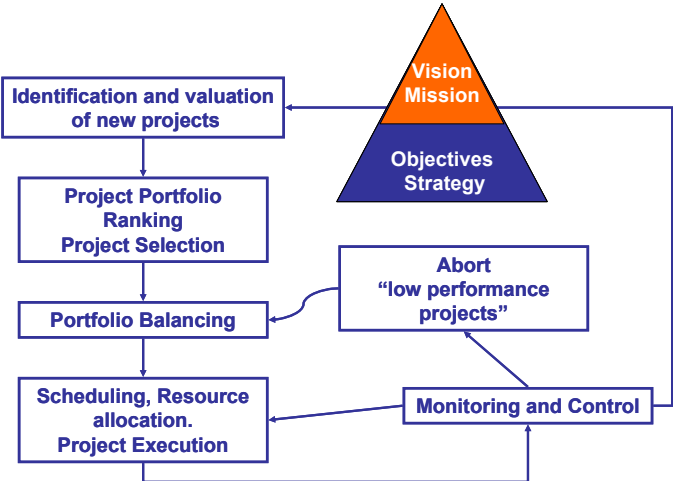 Vision
Mission
Objectives
Strategy
Identification and valuation
of new projects
Project Portfolio
Ranking
Project Selection
Abort
“low performance
projects”
Portfolio Balancing
Scheduling, Resource
allocation.
Project Execution
Monitoring and Control